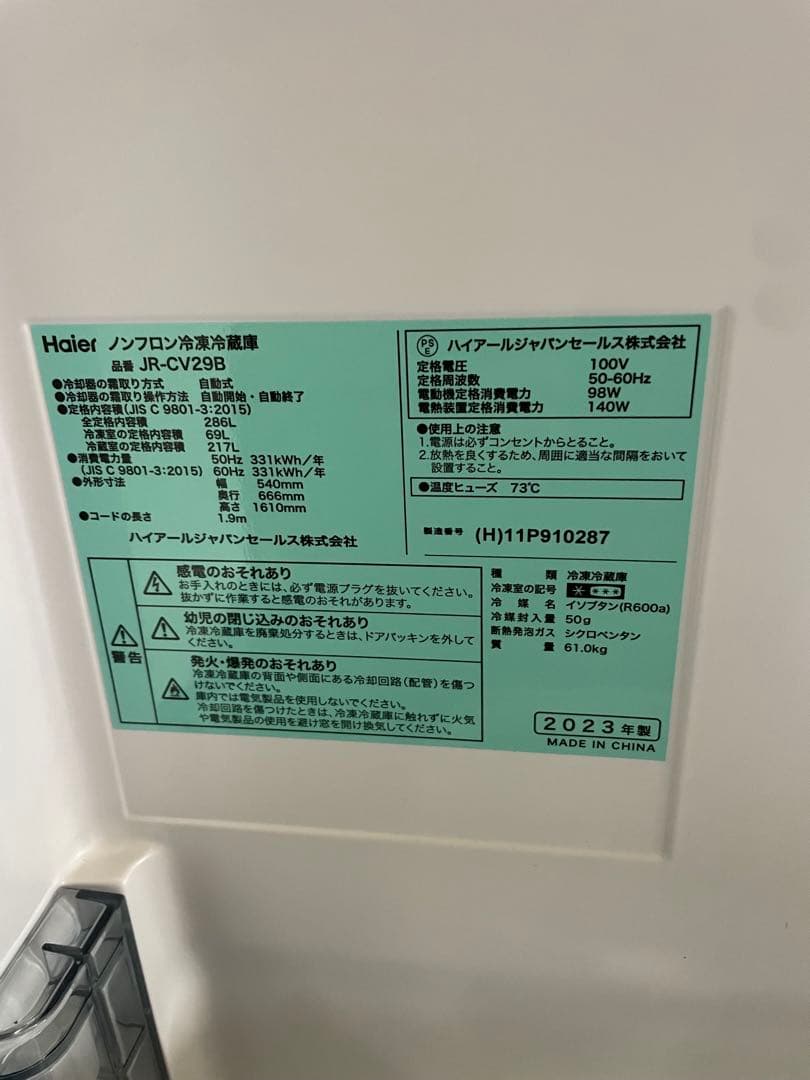 Haier ノンフロン冷凍冷蔵庫
品番 JR-CV29B
●冷却器の霜取り方式 自動式
●冷却器の霜取り操作方法 自動開始・自動終了
●定格内容積(JIS C 9801-3:2015)
全定格内容積 286L
冷凍室の定格内容積 69L
冷蔵室の定格内容積 217L
●消費電力量 50Hz 331kWh/年
(JIS C 9801-3:2015) 60Hz 331kWh/年
●外形寸法 幅 540mm
奥行 666mm
高さ 1610mm
●コードの長さ 1.9m
ハイアールジャパンセールス株式会社
PS
E
ハイアールジャパンセールス株式会社
定格電圧 100V
定格周波数 50-60Hz
電動機定格消費電力 98W
電熱装置定格消費電力 140W
●使用上の注意
1.電源は必ずコンセントからとること。
2.放熱を良くするため、周囲に適当な間隔をおいて
設置すること。
●温度ヒューズ 73℃
製造番号 (H)11P910287
警告
感電のおそれあり
お手入れのときには、必ず電源プラグを抜いてください。
抜かずに作業すると感電のおそれがあります。
幼児の閉じ込みのおそれあり
冷凍冷蔵庫を廃棄処分するときは、ドアパッキンを外して
ください。
発火・爆発のおそれあり
冷凍冷蔵庫の背面や側面にある冷却回路(配管)を傷つ
けないでください。
庫内では電気製品を使用しないでください。
冷却回路を傷つけたときは、冷凍冷蔵庫に触れずに火気
や電気製品の使用を避け窓を開け換気してください。
種類 冷凍冷蔵庫
冷凍室の記号
冷媒名 イソブタン(R600a)
冷媒封入量 50g
断熱発泡ガス シクロペンタン
質量 61.0kg
2023年製
MADE IN CHINA